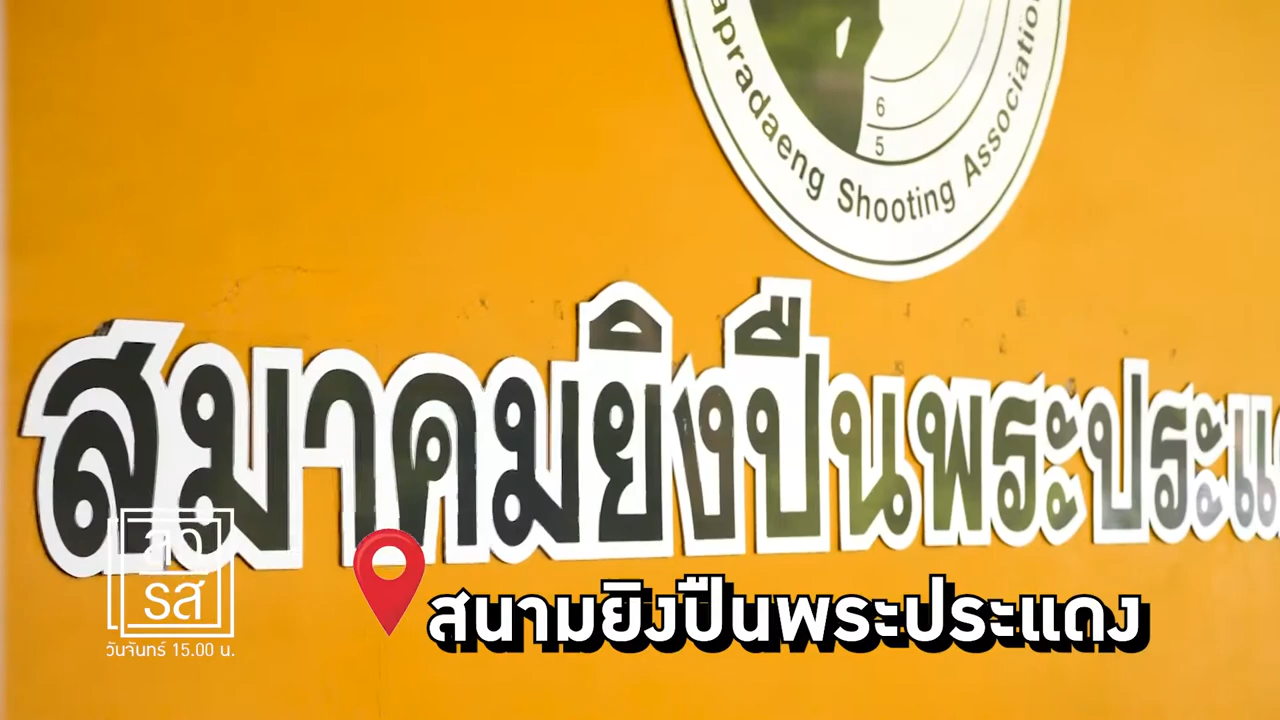 apradaeng Shooting Association
6
5
สมาคมยิงปืนพระประแ
สนามยิงปืนพระประแดง
รส
วันจันทร์ 15.00 น.